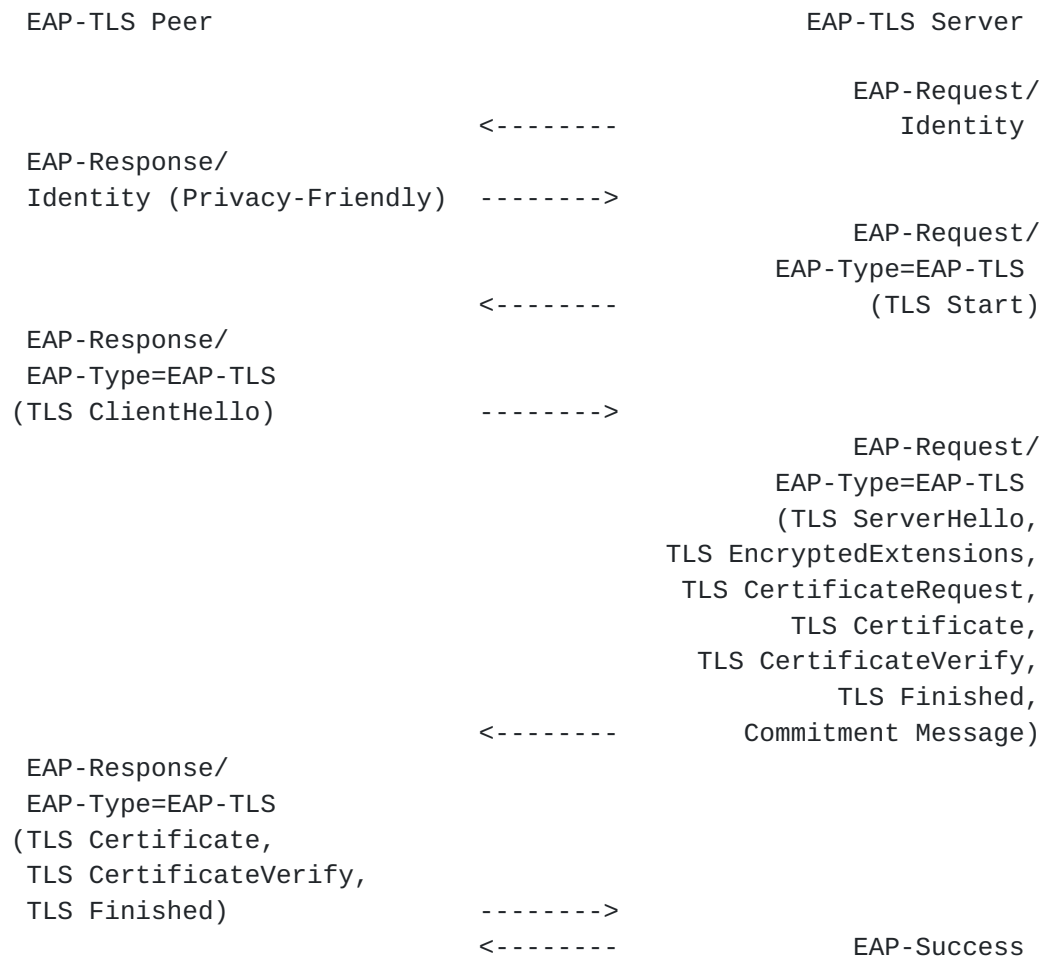 EAP-TLS Peer                                      EAP-TLS Server

                                                     EAP-Request/
                             <--------                  Identity
EAP-Response/
Identity (Privacy-Friendly)  -------->
                                                     EAP-Request/
                                                EAP-Type=EAP-TLS
                             <--------                (TLS Start)
EAP-Response/
EAP-Type=EAP-TLS
(TLS ClientHello)             -------->
                                                     EAP-Request/
                                                EAP-Type=EAP-TLS
                                                (TLS ServerHello,
                                         TLS EncryptedExtensions,
                                          TLS CertificateRequest,
                                                 TLS Certificate,
                                           TLS CertificateVerify,
                                                    TLS Finished,
                             <--------        Commitment Message)
EAP-Response/
EAP-Type=EAP-TLS
(TLS Certificate,
TLS CertificateVerify,
TLS Finished)                -------->
                             <--------               EAP-Success